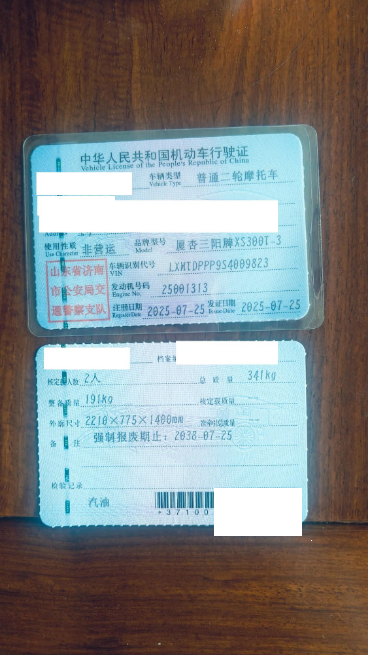 中华人民共和国机动车行驶证
Vehicle License of the People's Republic of China
车辆类型 普通二轮摩托车
Vehicle Type
使用性质 非营运 品牌型号 厦杏三阳牌XS300T-3
Use Character Model
山东省济南
市公安局交
通警察支队
车辆识别代号 LXMTDPPP9S4009823
VIN
发动机号码 25001313
Engine No.
注册日期 2025-07-25 发证日期 2025-07-25
Register Date Issue Date
核定载人数 2人 总质量 341kg
整备质量 191kg 核定载质量 --
外廓尺寸 2210×775×1400mm 准牵引总质量 --
备注 强制报废期止：2038-07-25
检验记录
汽油